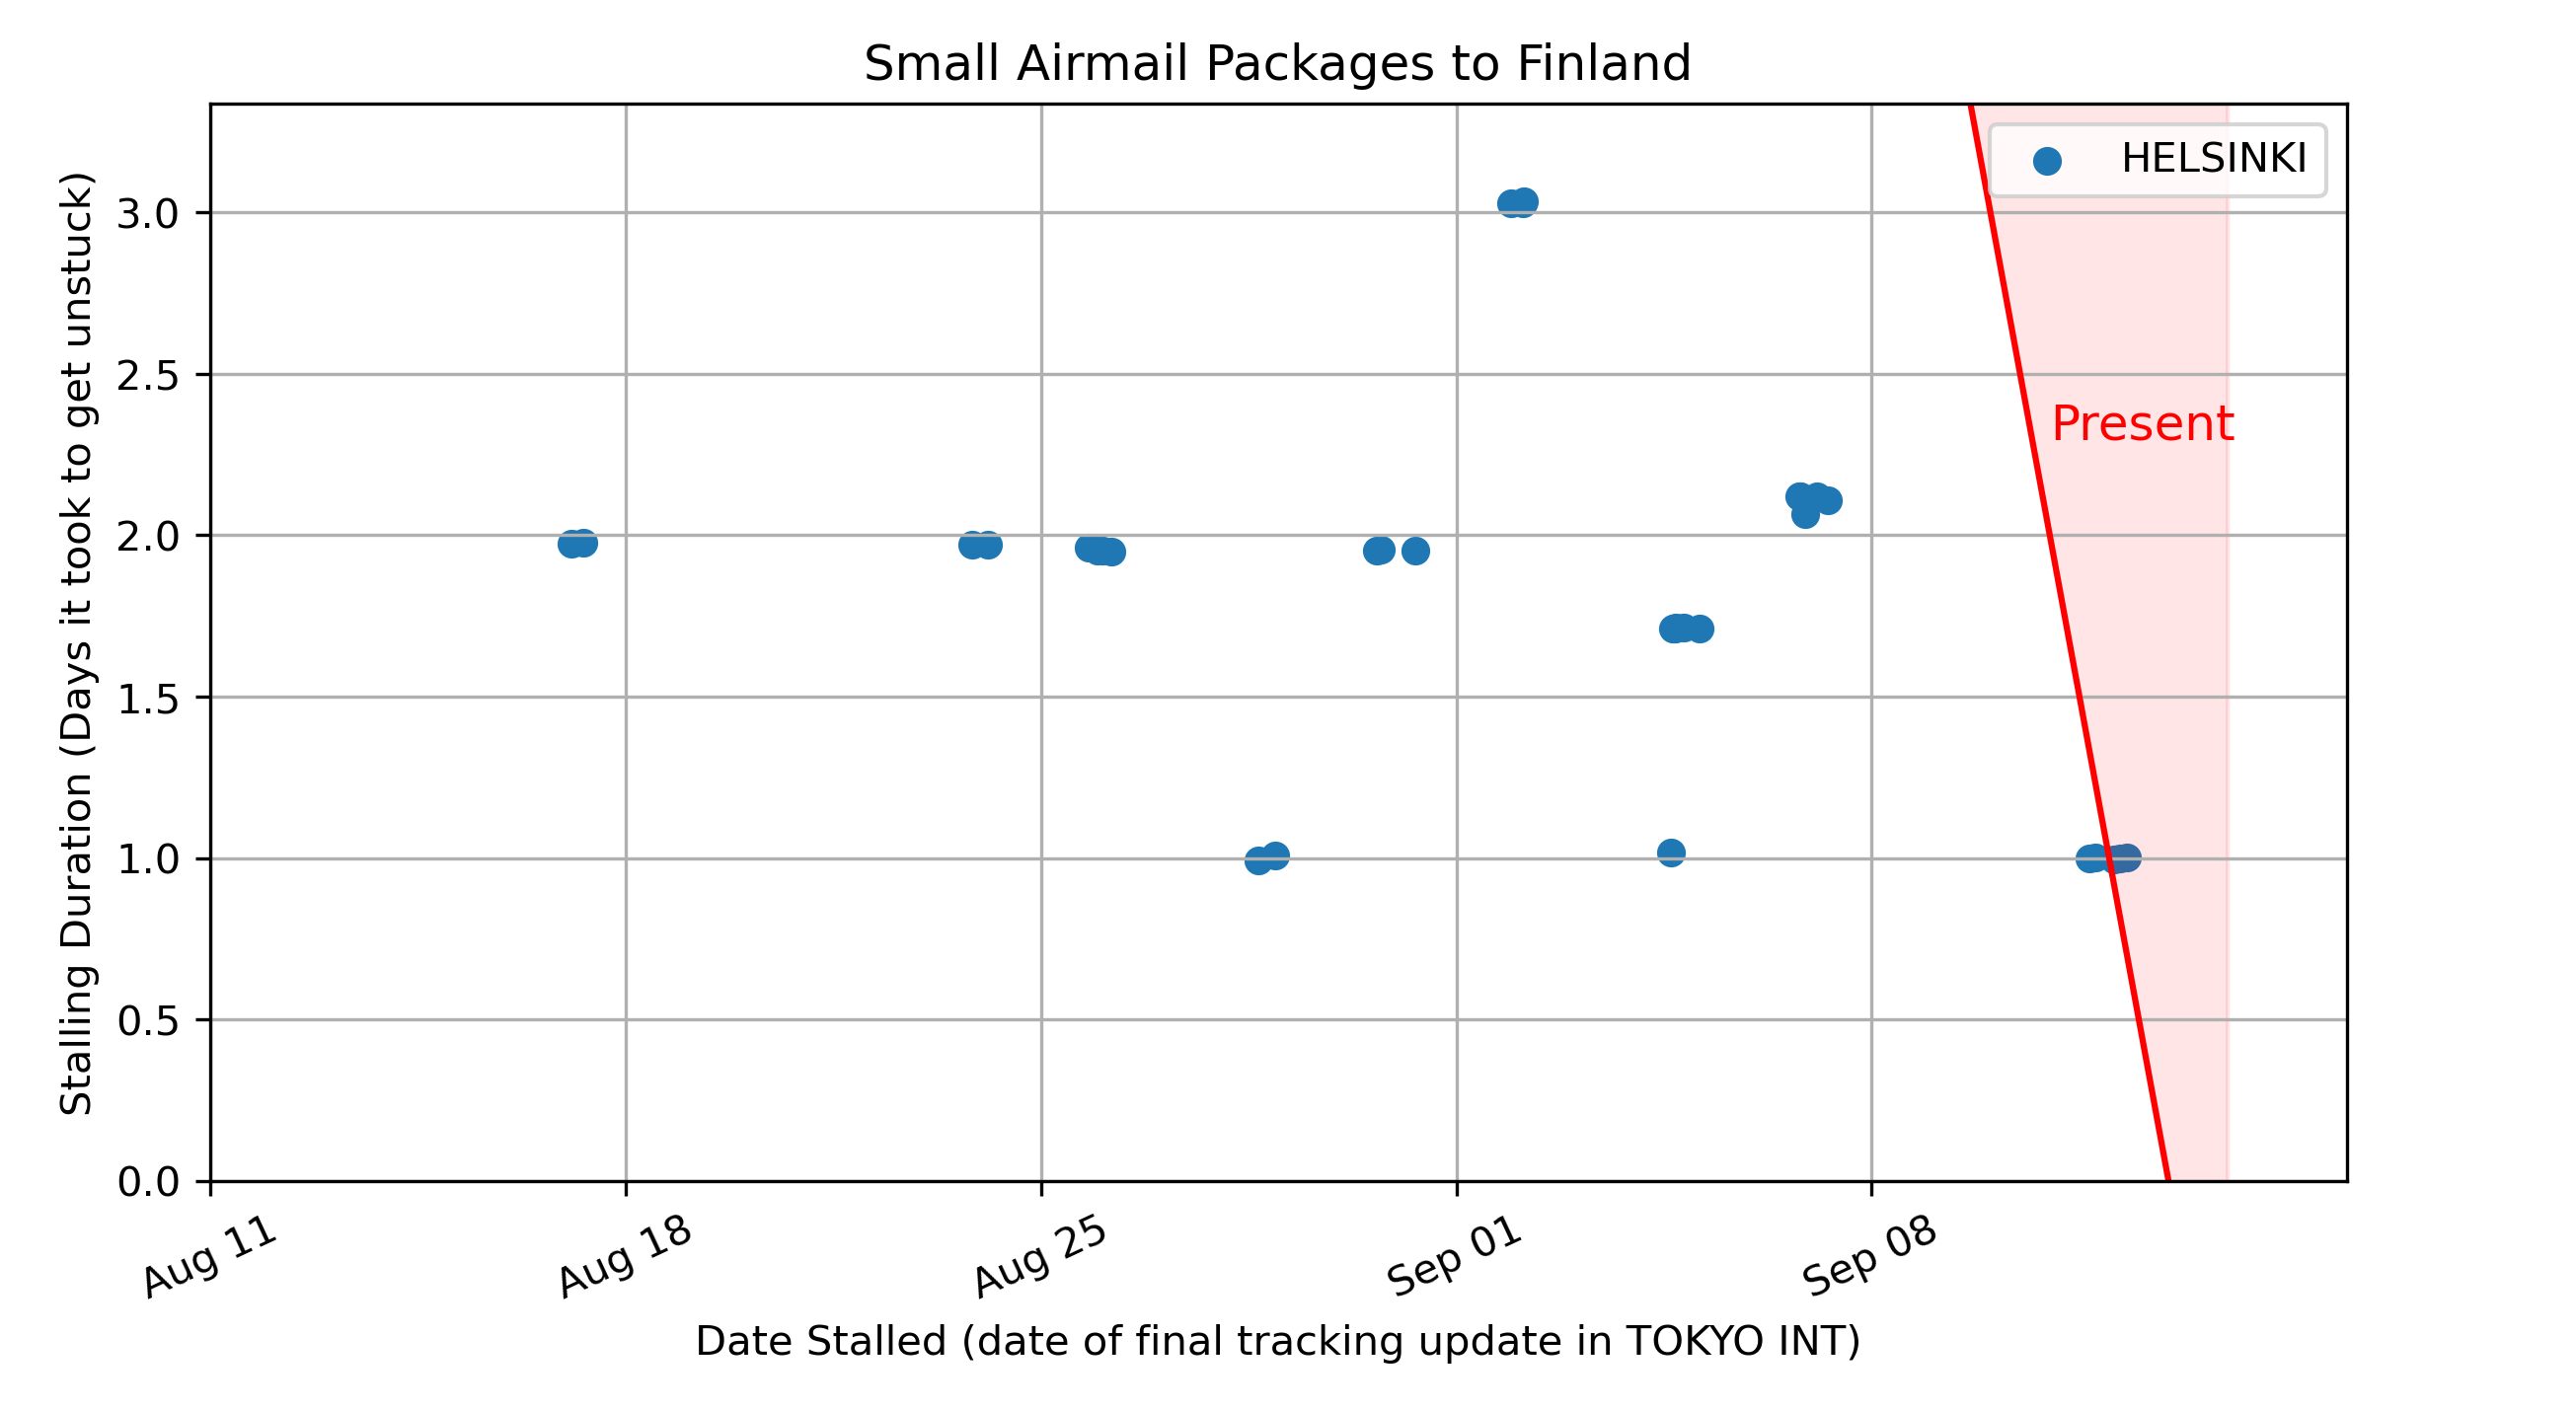 Small Airmail Packages to Finland
HELSINKI
Present
Stalling Duration (Days it took to get unstuck)
3.0
2.5
2.0
1.5
1.0
0.5
0.0
Aug 11
Aug 18
Aug 25
Sep 01
Sep 08
Date Stalled (date of final tracking update in TOKYO INT)